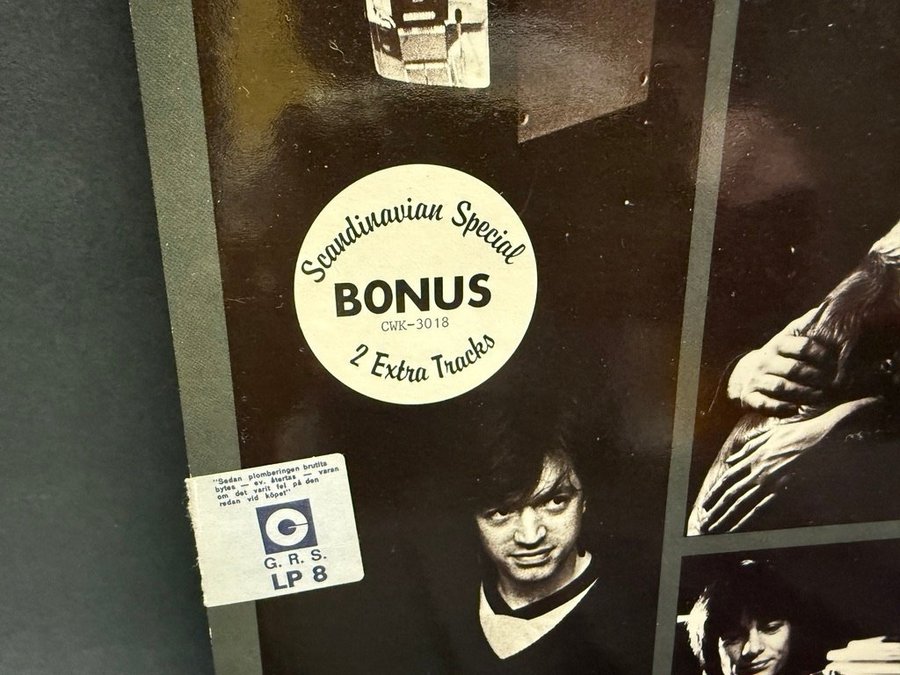 Scandinavian Special
BONUS
CWK-3018
2 Extra Tracks
"Sedan plomberingen brutits
bytes — ev. återtas — varan
om det varit fel på den
redan vid köpet"
G. R. S.
LP 8